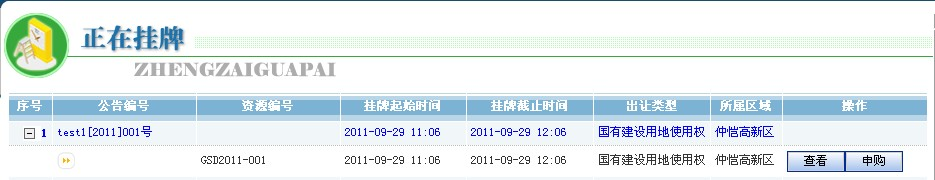 正在挂牌
ZHENGZAIGUAPAI
序号 公告编号 资源编号 挂牌起始时间 挂牌截止时间 出让类型 所属区域 操作
1 test1[2011]001号 2011-09-29 11:06 2011-09-29 12:06 国有建设用地使用权 仲恺高新区
GSD2011-001 2011-09-29 11:06 2011-09-29 12:06 国有建设用地使用权 仲恺高新区 查看 申购